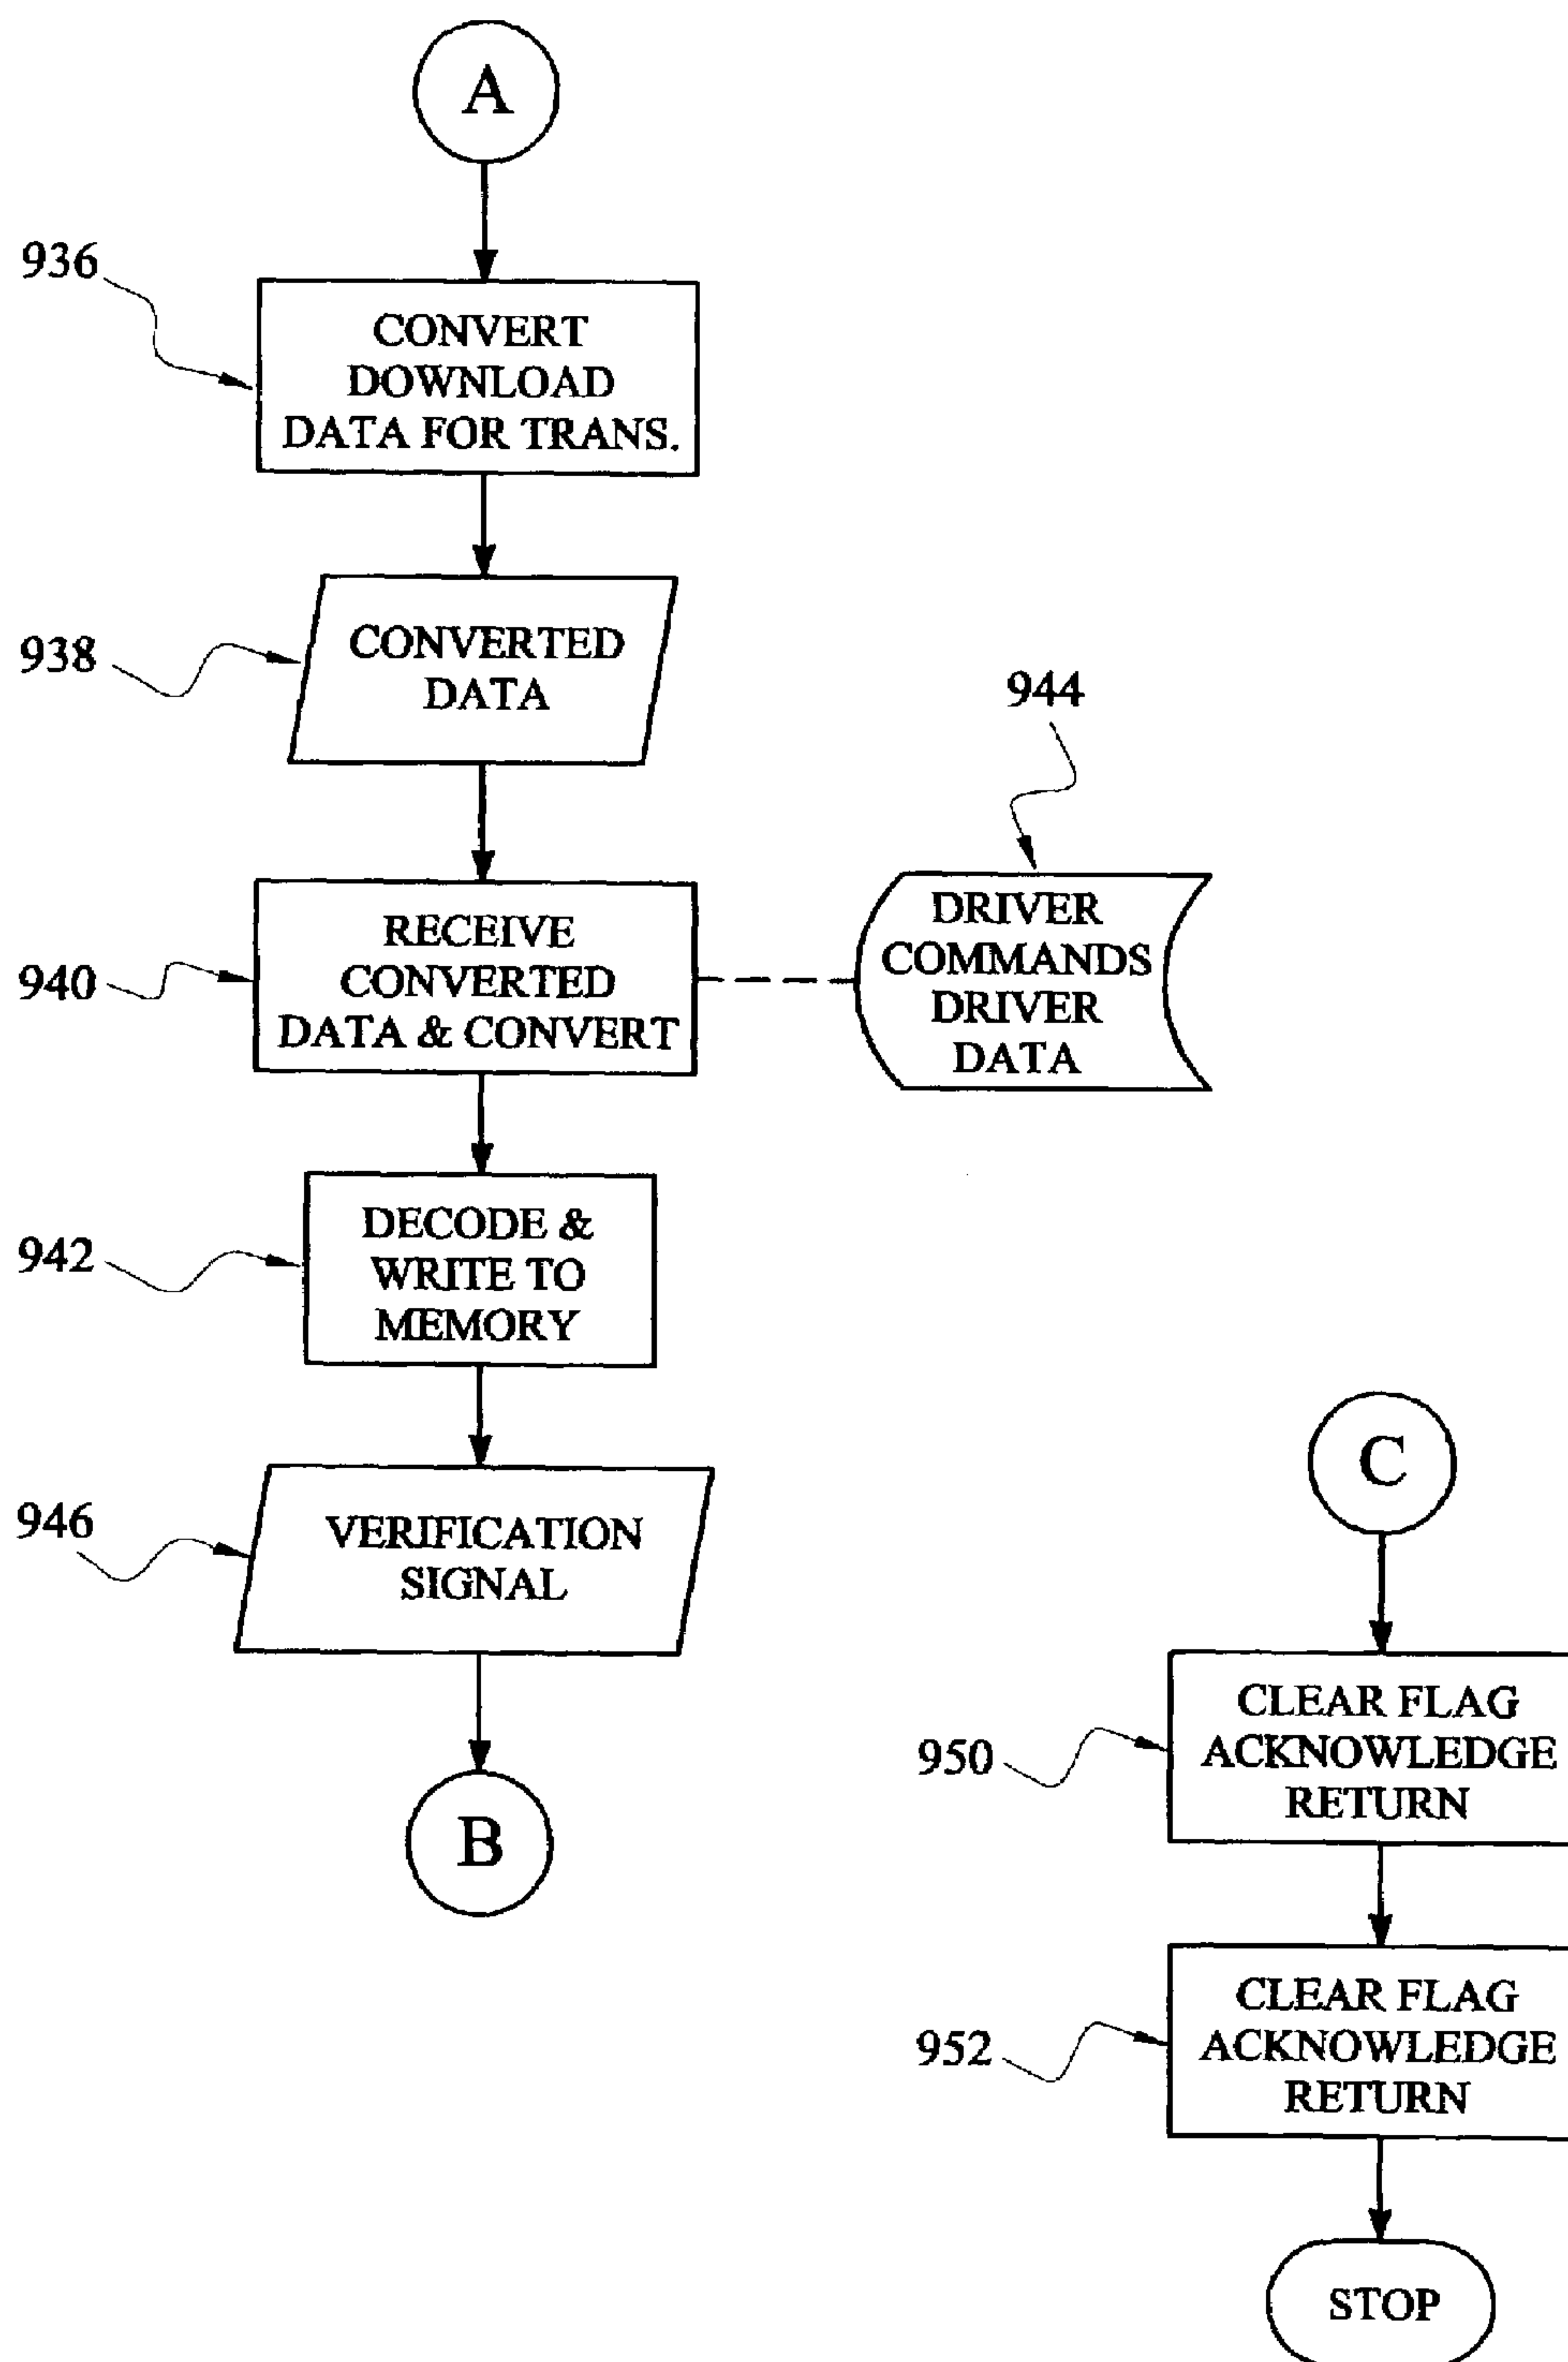 A
936
CONVERT
DOWNLOAD
DATA FOR TRANS.
938
CONVERTED
DATA
944
940
RECEIVE
CONVERTED
DATA & CONVERT
DRIVER
COMMANDS
DRIVER
DATA
942
DECODE &
WRITE TO
MEMORY
946
VERIFICATION
SIGNAL
B
C
950
CLEAR FLAG
ACKNOWLEDGE
RETURN
952
CLEAR FLAG
ACKNOWLEDGE
RETURN
STOP